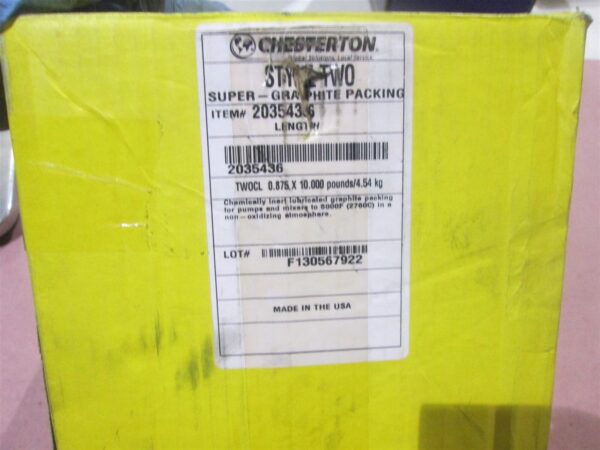 CHESTERTON
Global Solutions, Local Service.
TWO
SUPER-GRAPHITE PACKING
ITEM# 2035436
LENGTH
2035436
TWOCL 0.875 X 10.000 pounds/4.54 kg
Chemically inert lubricated graphite packing
for pumps and mixers to 5000F (2760C) in a
non-oxidizing atmosphere.
LOT#
F130567922
MADE IN THE USA